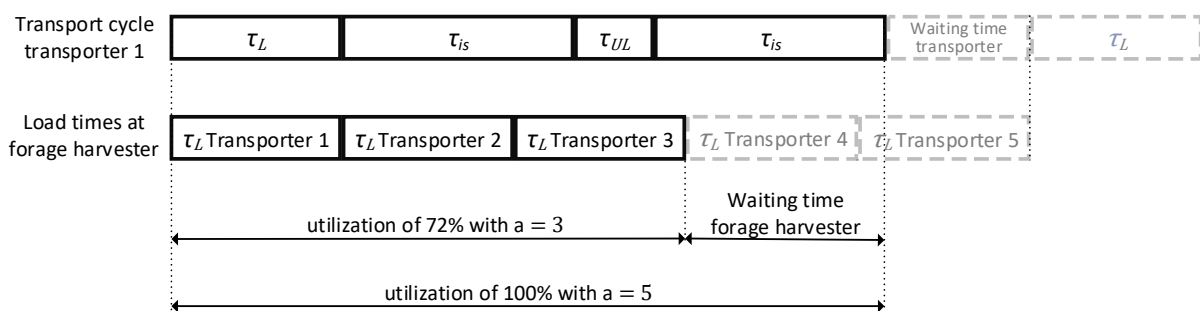 Transport cycle
transporter 1
τL
τis
τUL
τis
Waiting time
transporter
τL
Load times at
forage harvester
τL Transporter 1
τL Transporter 2
τL Transporter 3
τL Transporter 4
τL Transporter 5
utilization of 72% with a = 3
Waiting time
forage harvester
utilization of 100% with a = 5